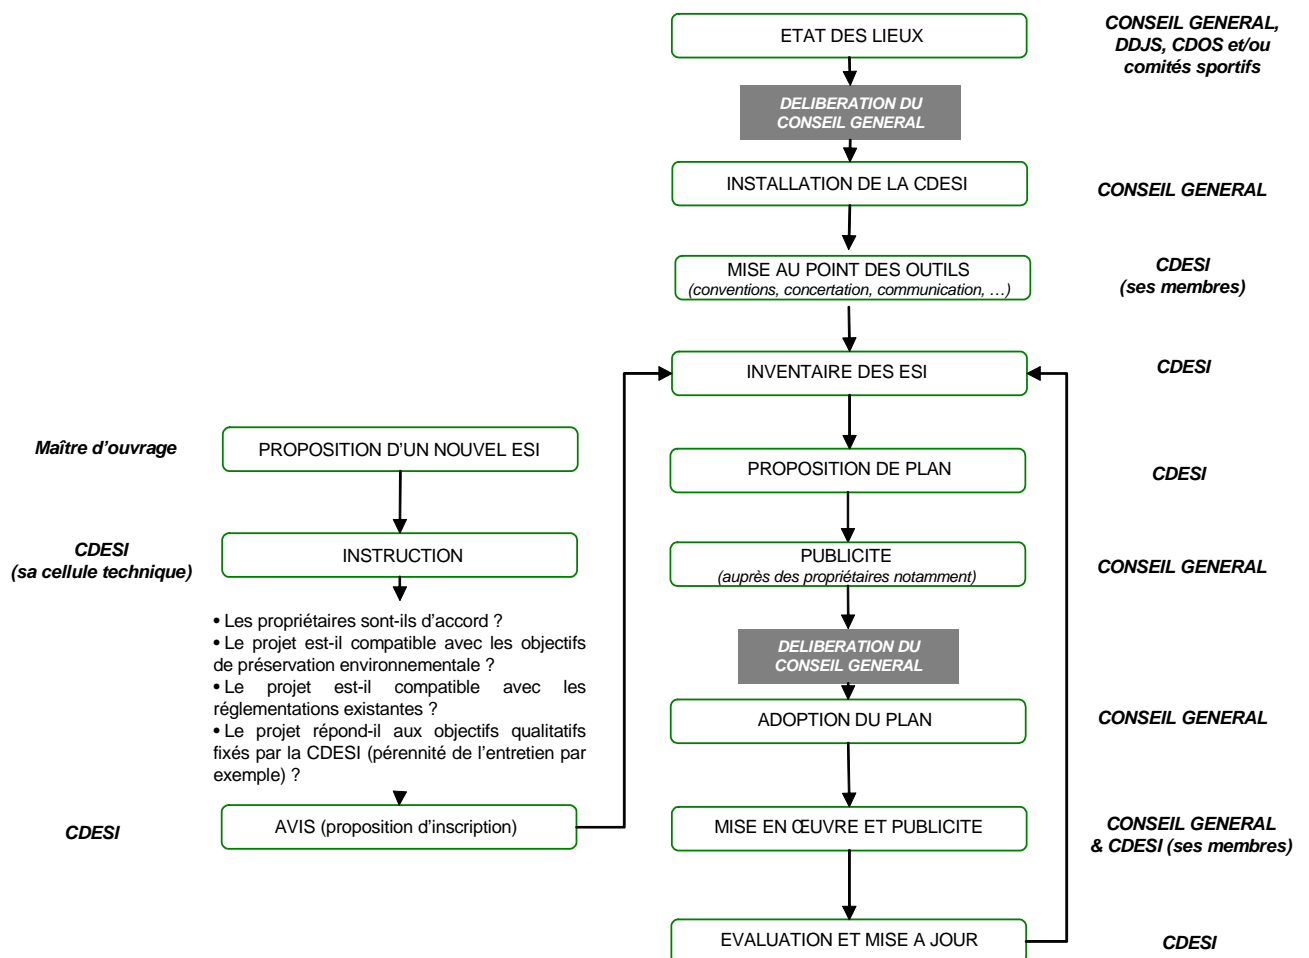 ETAT DES LIEUX
CONSEIL GENERAL,
DDJS, CDOS et/ou
comités sportifs
DELIBERATION DU
CONSEIL GENERAL
INSTALLATION DE LA CDESI
CONSEIL GENERAL
MISE AU POINT DES OUTILS
(conventions, concertation, communication, …)
CDESI
(ses membres)
INVENTAIRE DES ESI
CDESI
Maître d’ouvrage
PROPOSITION D’UN NOUVEL ESI
PROPOSITION DE PLAN
CDESI
CDESI
(sa cellule technique)
INSTRUCTION
PUBLICITE
(auprès des propriétaires notamment)
CONSEIL GENERAL
• Les propriétaires sont-ils d’accord ?
• Le projet est-il compatible avec les objectifs
de préservation environnementale ?
• Le projet est-il compatible avec les
réglementations existantes ?
• Le projet répond-il aux objectifs qualitatifs
fixés par la CDESI (pérennité de l’entretien par
exemple) ?
DELIBERATION DU
CONSEIL GENERAL
ADOPTION DU PLAN
CONSEIL GENERAL
CDESI
AVIS (proposition d’inscription)
MISE EN ŒUVRE ET PUBLICITE
CONSEIL GENERAL
& CDESI (ses membres)
EVALUATION ET MISE A JOUR
CDESI